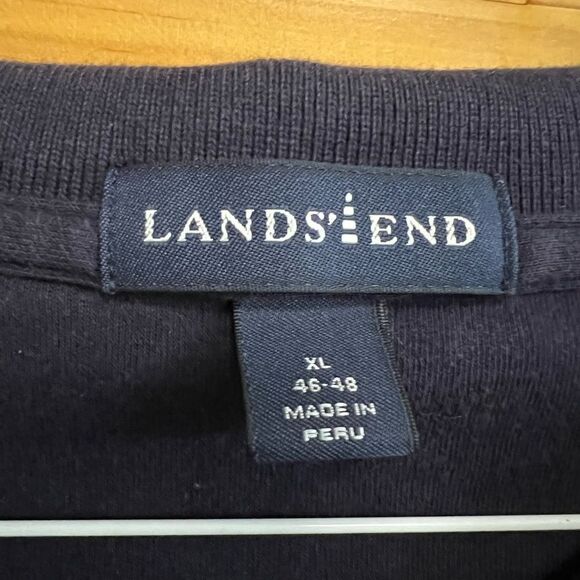 LANDS' END
XL
46-48
MADE IN
PERU